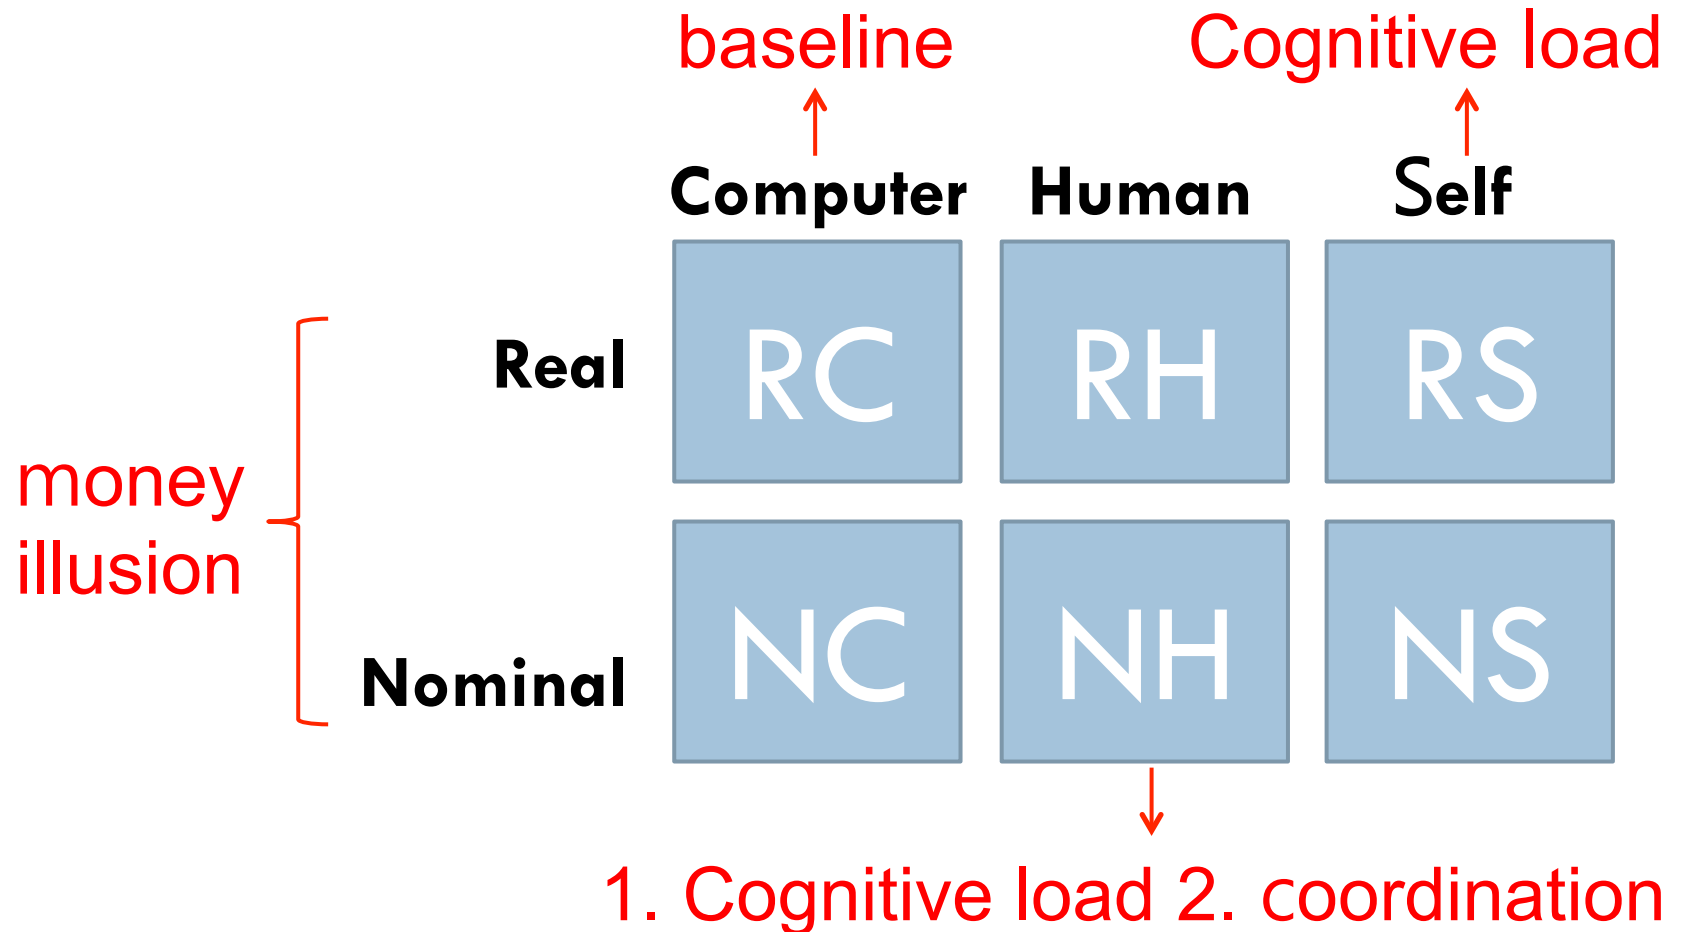 baseline Cognitive load
Computer Human Self
Real RC RH RS
money
illusion
Nominal NC NH NS
1. Cognitive load 2. coordination